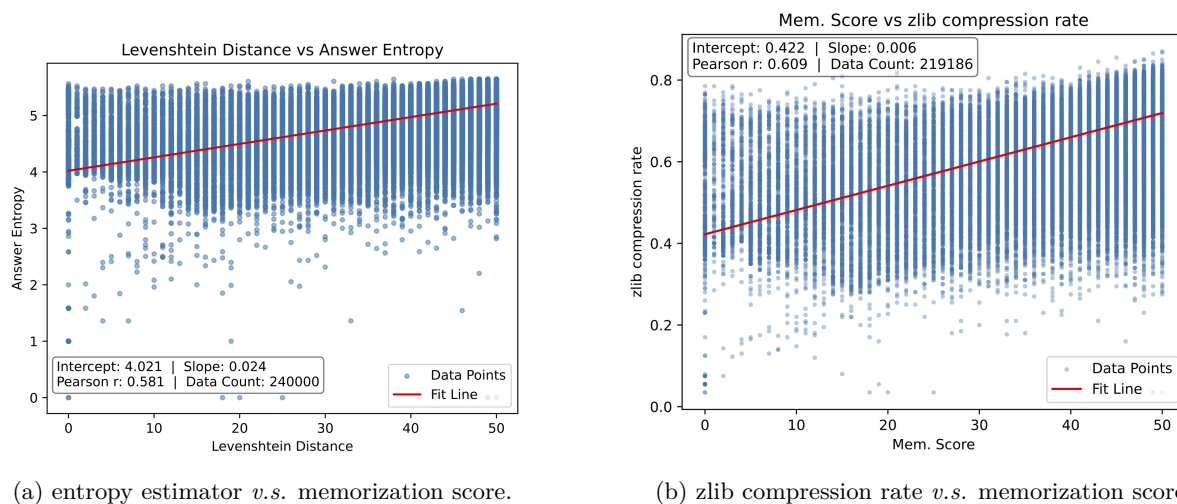 Levenshtein Distance vs Answer Entropy
Answer Entropy
5
4
3
2
1
0
Intercept: 4.021 | Slope: 0.024
Pearson r: 0.581 | Data Count: 240000
Data Points
Fit Line
0 10 20 30 40 50
Levenshtein Distance
(a) entropy estimator v.s. memorization score.
Mem. Score vs zlib compression rate
Intercept: 0.422 | Slope: 0.006
Pearson r: 0.609 | Data Count: 219186
zlib compression rate
0.8
0.6
0.4
0.2
0.0
Data Points
Fit Line
0 10 20 30 40 50
Mem. Score
(b) zlib compression rate v.s. memorization score